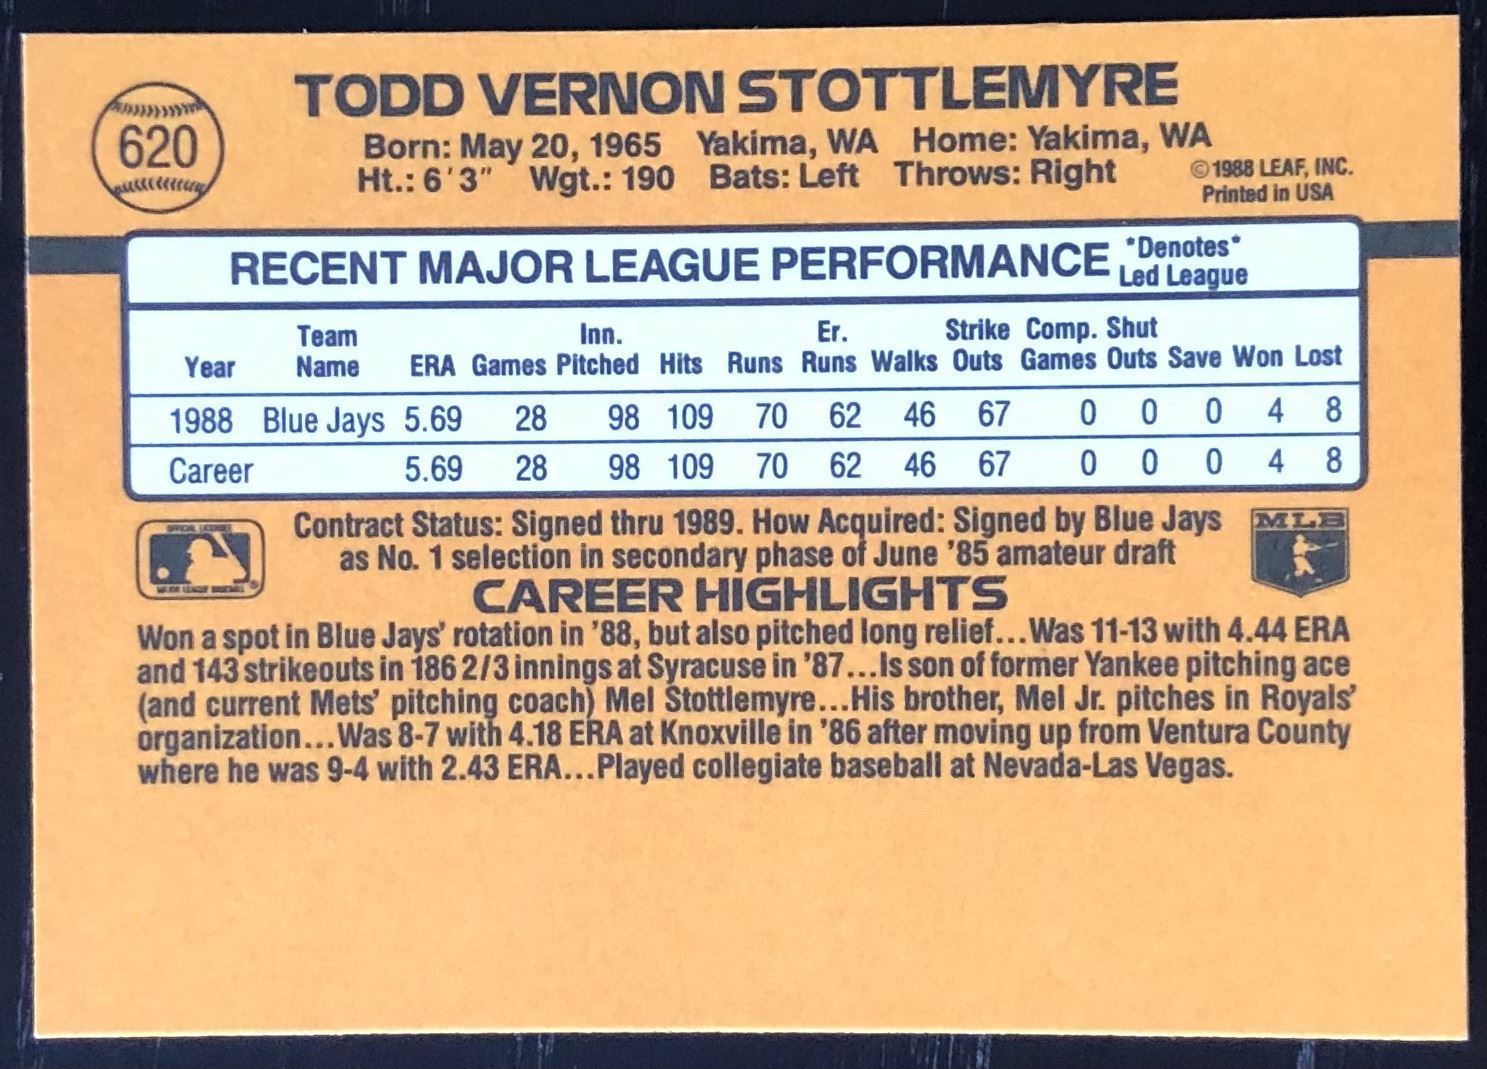 620
TODD VERNON STOTTLEMYRE
Born: May 20, 1965 Yakima, WA Home: Yakima, WA
Ht.: 6'3" Wgt.: 190 Bats: Left Throws: Right
©1988 LEAF, INC.
Printed in USA
RECENT MAJOR LEAGUE PERFORMANCE *Denotes*
Led League
Year Team Name ERA Games Inn. Pitched Hits Runs Er. Runs Walks Strike Outs Comp. Games Shut Outs Save Won Lost
1988 Blue Jays 5.69 28 98 109 70 62 46 67 0 0 0 4 8
Career 5.69 28 98 109 70 62 46 67 0 0 0 4 8
OFFICIAL LICENSEE
MAJOR LEAGUE BASEBALL
Contract Status: Signed thru 1989. How Acquired: Signed by Blue Jays
as No. 1 selection in secondary phase of June '85 amateur draft
MLB
CAREER HIGHLIGHTS
Won a spot in Blue Jays' rotation in '88, but also pitched long relief...Was 11-13 with 4.44 ERA
and 143 strikeouts in 186 2/3 innings at Syracuse in '87...Is son of former Yankee pitching ace
(and current Mets' pitching coach) Mel Stottlemyre...His brother, Mel Jr. pitches in Royals'
organization...Was 8-7 with 4.18 ERA at Knoxville in '86 after moving up from Ventura County
where he was 9-4 with 2.43 ERA...Played collegiate baseball at Nevada-Las Vegas.